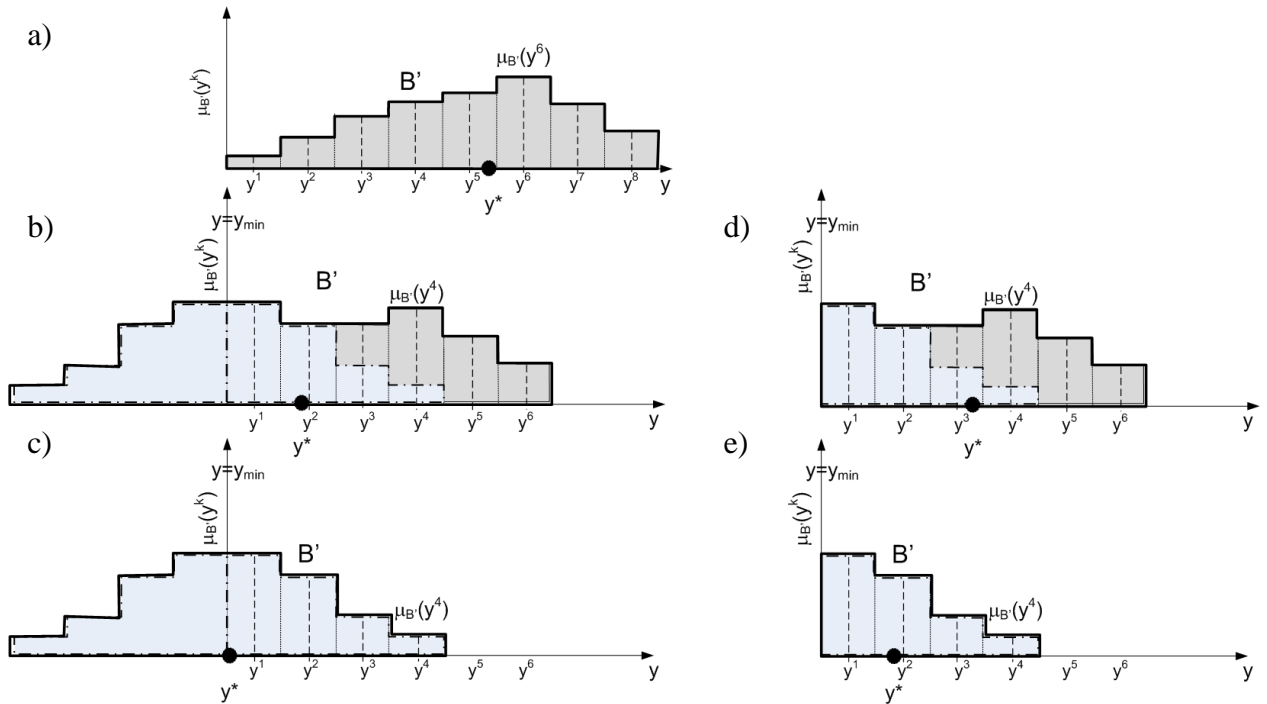 a)
μB'(yᵏ)
B'
μB'(y⁶)
y¹ y² y³ y⁴ y⁵ y⁶ y⁷ y⁸ y
y*
b)
y=ymin
μB'(yᵏ)
B'
μB'(y⁴)
y¹ y² y³ y⁴ y⁵ y⁶ y
y*
d)
y=ymin
μB'(yᵏ)
B'
μB'(y⁴)
y¹ y² y³ y⁴ y⁵ y⁶ y
y*
c)
y=ymin
μB'(yᵏ)
B'
μB'(y⁴)
y¹ y² y³ y⁴ y⁵ y⁶ y
y*
e)
y=ymin
μB'(yᵏ)
B'
μB'(y⁴)
y¹ y² y³ y⁴ y⁵ y⁶ y
y*